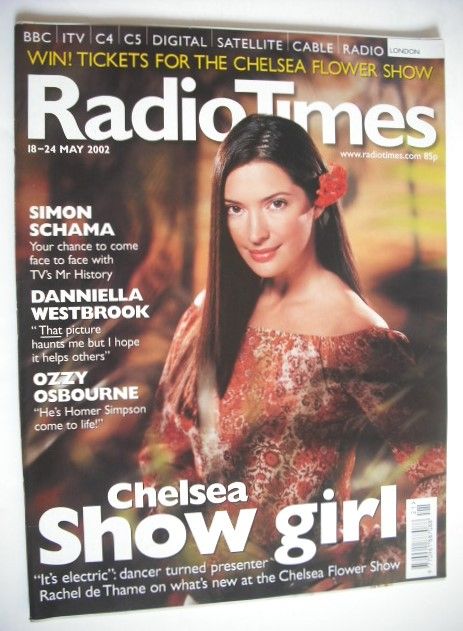 BBC | ITV | C4 | C5 | DIGITAL | SATELLITE | CABLE | RADIO LONDON
WIN! TICKETS FOR THE CHELSEA FLOWER SHOW
RadioTimes
18–24 MAY 2002
www.radiotimes.com 85p
SIMON
SCHAMA
Your chance to come
face to face with
TV's Mr History
DANNIELLA
WESTBROOK
"That picture
haunts me but I hope
it helps others"
OZZY
OSBOURNE
"He's Homer Simpson
come to life!"
Chelsea
Show girl
"It's electric": dancer turned presenter
Rachel de Thame on what's new at the Chelsea Flower Show